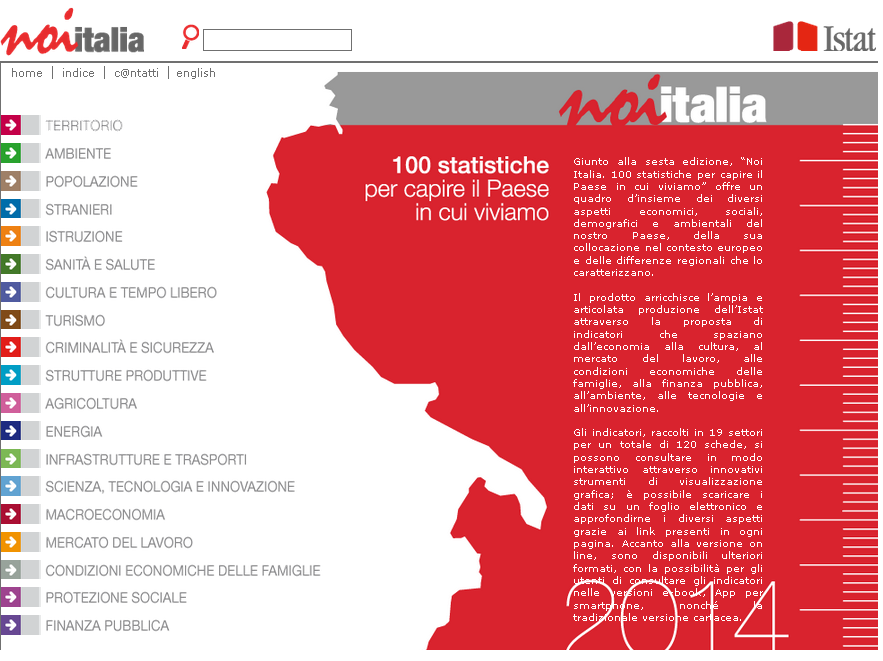 noi italia
Istat
home | indice | c@ntatti | english
noi italia
TERRITORIO
AMBIENTE
POPOLAZIONE
STRANIERI
ISTRUZIONE
SANITÀ E SALUTE
CULTURA E TEMPO LIBERO
TURISMO
CRIMINALITÀ E SICUREZZA
STRUTTURE PRODUTTIVE
AGRICOLTURA
ENERGIA
INFRASTRUTTURE E TRASPORTI
SCIENZA, TECNOLOGIA E INNOVAZIONE
MACROECONOMIA
MERCATO DEL LAVORO
CONDIZIONI ECONOMICHE DELLE FAMIGLIE
PROTEZIONE SOCIALE
FINANZA PUBBLICA
100 statistiche
per capire il Paese
in cui viviamo
Giunto alla sesta edizione, “Noi
Italia. 100 statistiche per capire il
Paese in cui viviamo” offre un
quadro d’insieme dei diversi
aspetti economici, sociali,
demografici e ambientali del
nostro Paese, della sua
collocazione nel contesto europeo
e delle differenze regionali che lo
caratterizzano.
Il prodotto arricchisce l’ampia e
articolata produzione dell’Istat
attraverso la proposta di
indicatori che spaziano
dall’economia alla cultura, al
mercato del lavoro, alle
condizioni economiche delle
famiglie, alla finanza pubblica,
all’ambiente, alle tecnologie e
all’innovazione.
Gli indicatori, raccolti in 19 settori
per un totale di 120 schede, si
possono consultare in modo
interattivo attraverso innovativi
strumenti di visualizzazione
grafica; è possibile scaricare i
dati su un foglio elettronico e
approfondirne i diversi aspetti
grazie ai link presenti in ogni
pagina. Accanto alla versione on
line, sono disponibili ulteriori
formati, con la possibilità per gli
utenti di consultare gli indicatori
nelle versioni e-book, App per
smartphone, nonché la
tradizionale versione cartacea.
2014